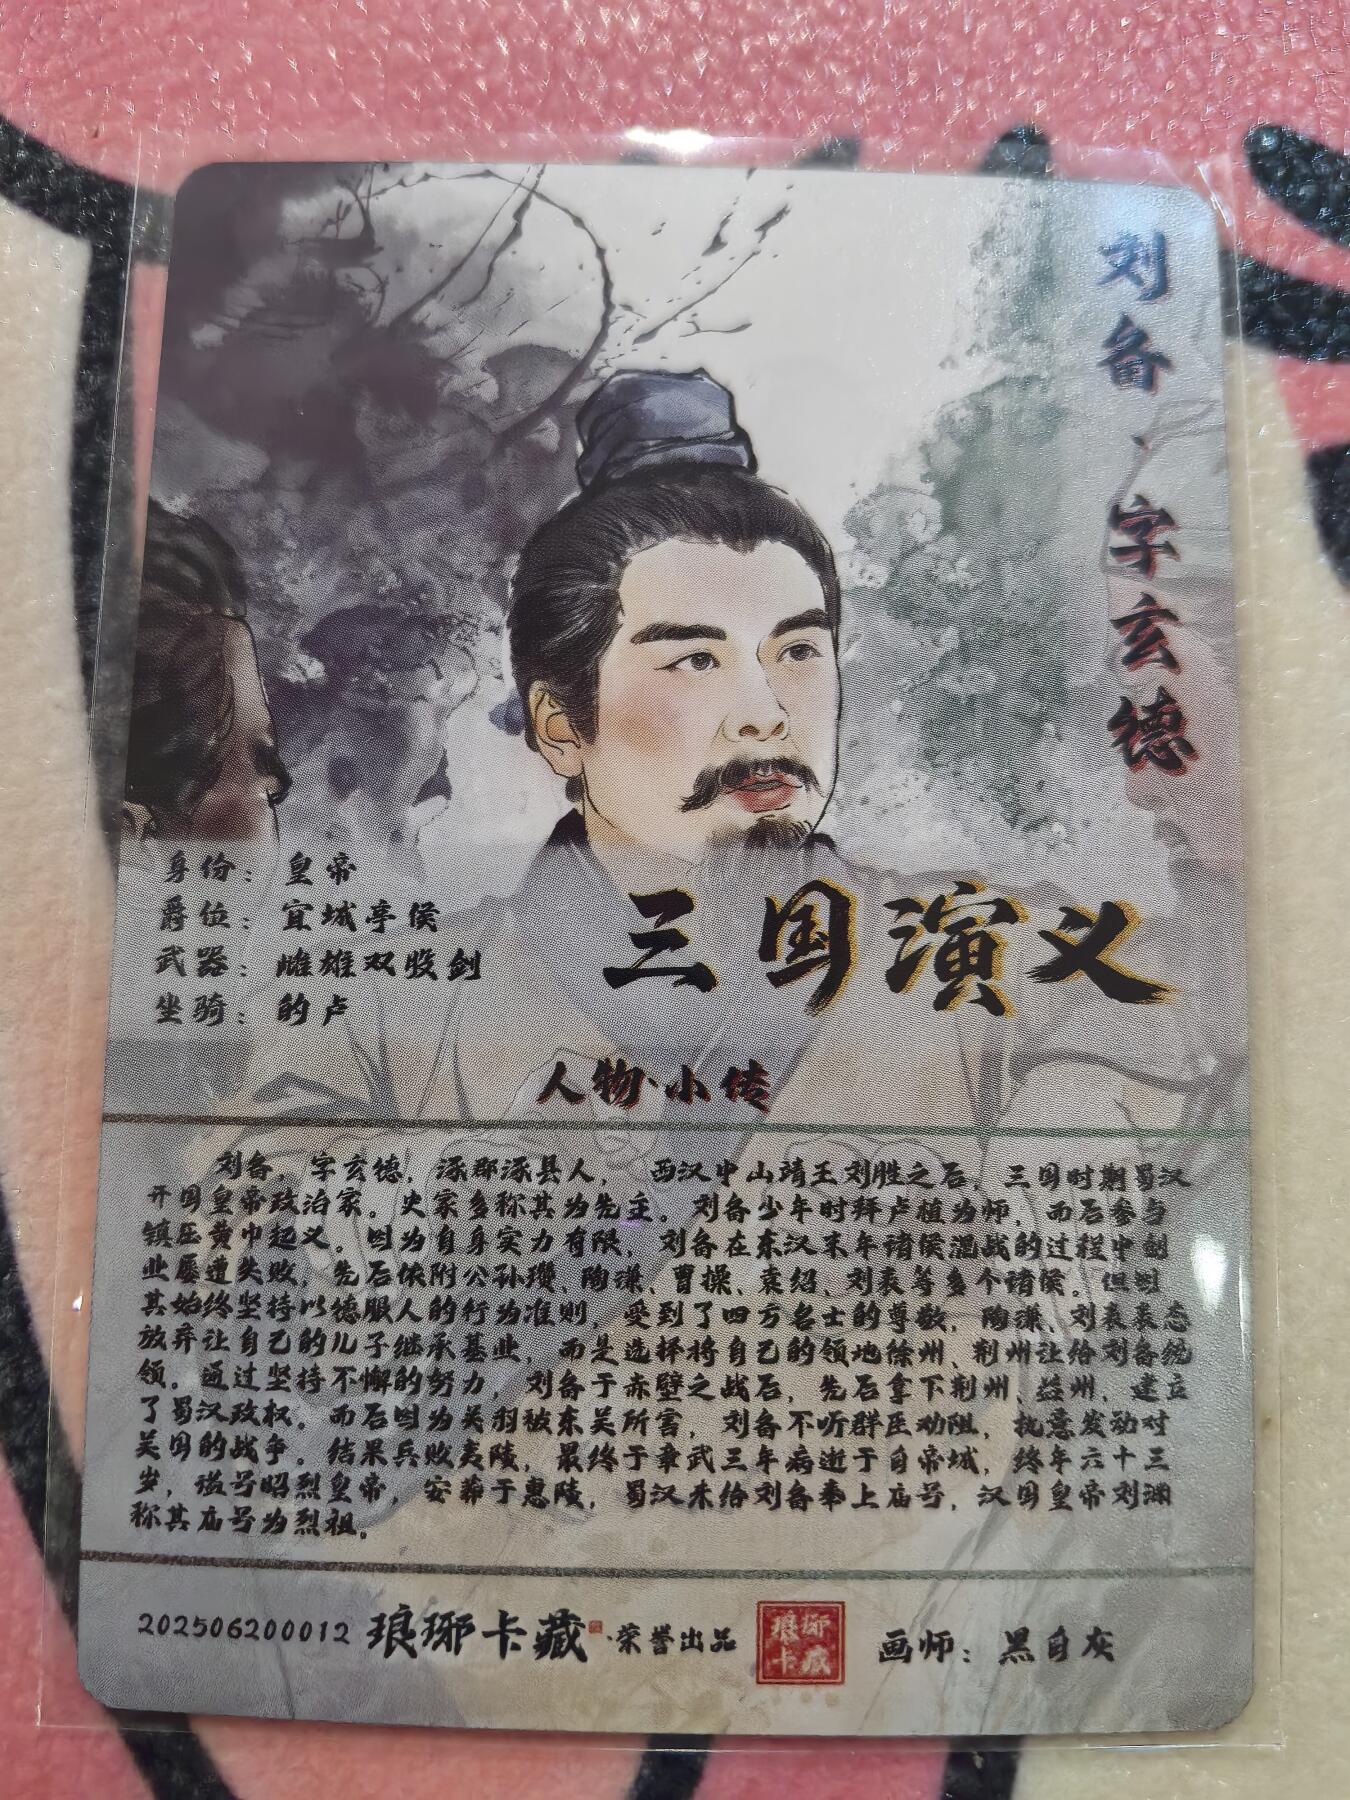 刘备·字玄德
身份：皇帝
爵位：宜城亭侯
武器：雌雄双股剑
坐骑：的卢
三国演义
人物·小传
刘备，字玄德，涿郡涿县人，西汉中山靖王刘胜之后，三国时期蜀汉
开国皇帝政治家。史家多称其为先主。刘备少年时拜卢植为师，而后参与
镇压黄巾起义。因为自身实力有限，刘备在东汉末年诸侯混战的过程中创
业屡遭失败，先后依附公孙瓒、陶谦、曹操、袁绍、刘表等多个诸侯。但因
其始终坚持以德服人的行为准则，受到了四方名士的尊敬，陶谦、刘表表态
放弃让自己的儿子继承基业，而是选择将自己的领地徐州、荆州让给刘备统
领。通过坚持不懈的努力，刘备于赤壁之战后，先后拿下荆州、益州，建立
了蜀汉政权。而后因为关羽被东吴所害，刘备不听群臣劝阻，执意发动对
吴国的战争。结果兵败夷陵，最终于章武三年病逝于白帝城，终年六十三
岁，谥号昭烈皇帝，安葬于惠陵，蜀汉未给刘备奉上庙号，汉国皇帝刘渊
称其庙号为烈祖。
202506200012 琅琊卡藏·荣誉出品 琅琊卡藏 画师：黑白灰